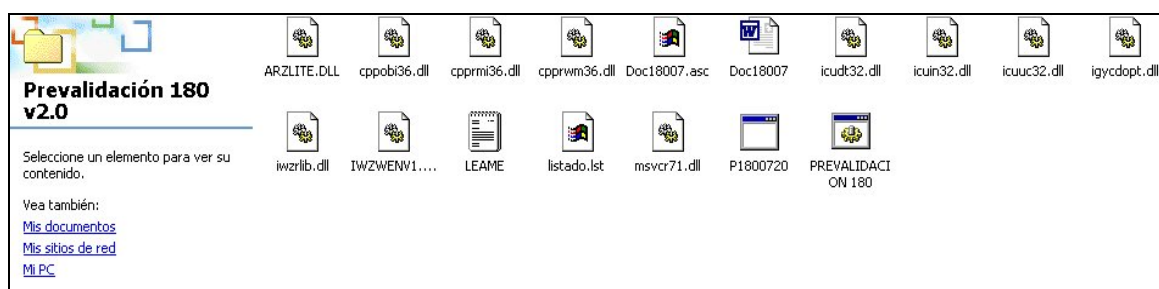 Prevalidación 180
v2.0
Seleccione un elemento para ver su
contenido.
Vea también:
Mis documentos
Mis sitios de red
Mi PC
ARZLITE.DLL cppobi36.dll cpprmi36.dll cpprwm36.dll Doc18007.asc Doc18007 icudt32.dll icuin32.dll icuuc32.dll igycdopt.dll
iwzrlib.dll IWZWENV1.... LEAME listado.lst msvcr71.dll P1800720 PREVALIDACI
ON 180